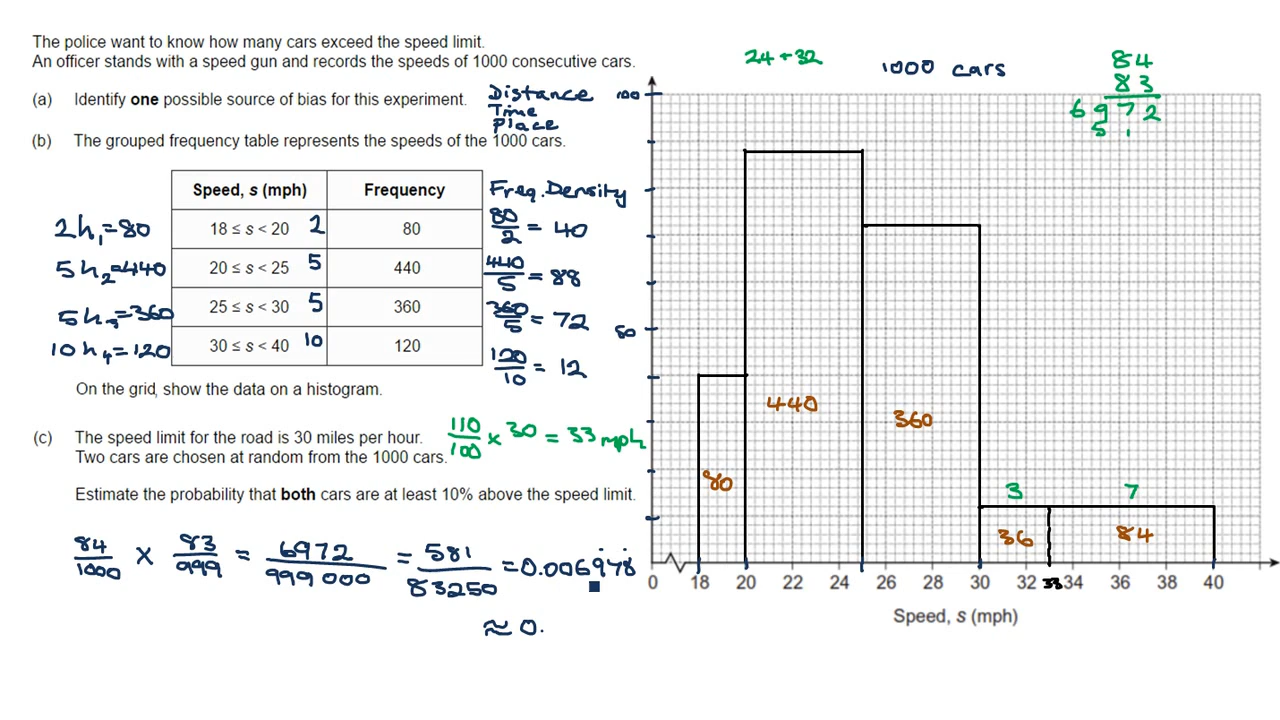 The police want to know how many cars exceed the speed limit.
An officer stands with a speed gun and records the speeds of 1000 consecutive cars.
(a) Identify one possible source of bias for this experiment.
Distance
Time
Place
(b) The grouped frequency table represents the speeds of the 1000 cars.
Speed, s (mph) Frequency Freq. Density
2h₁=80 18 ≤ s < 20 2 80 80/2 = 40
5h₂=440 20 ≤ s < 25 5 440 440/5 = 88
5h₃=360 25 ≤ s < 30 5 360 360/5 = 72
10h₄=120 30 ≤ s < 40 10 120 120/10 = 12
On the grid, show the data on a histogram.
(c) The speed limit for the road is 30 miles per hour.
Two cars are chosen at random from the 1000 cars.
110/100 × 30 = 33 mph
Estimate the probability that both cars are at least 10% above the speed limit.
84/1000 × 83/999 = 6972/999000 = 581/83250 = 0.0069̇78̇
≈ 0.
24 + 32
1000 cars
84
83
6972
5 1
100
50
440
360
80
3 7
36 84
0 18 20 22 24 26 28 30 32 33 34 36 38 40
Speed, s (mph)